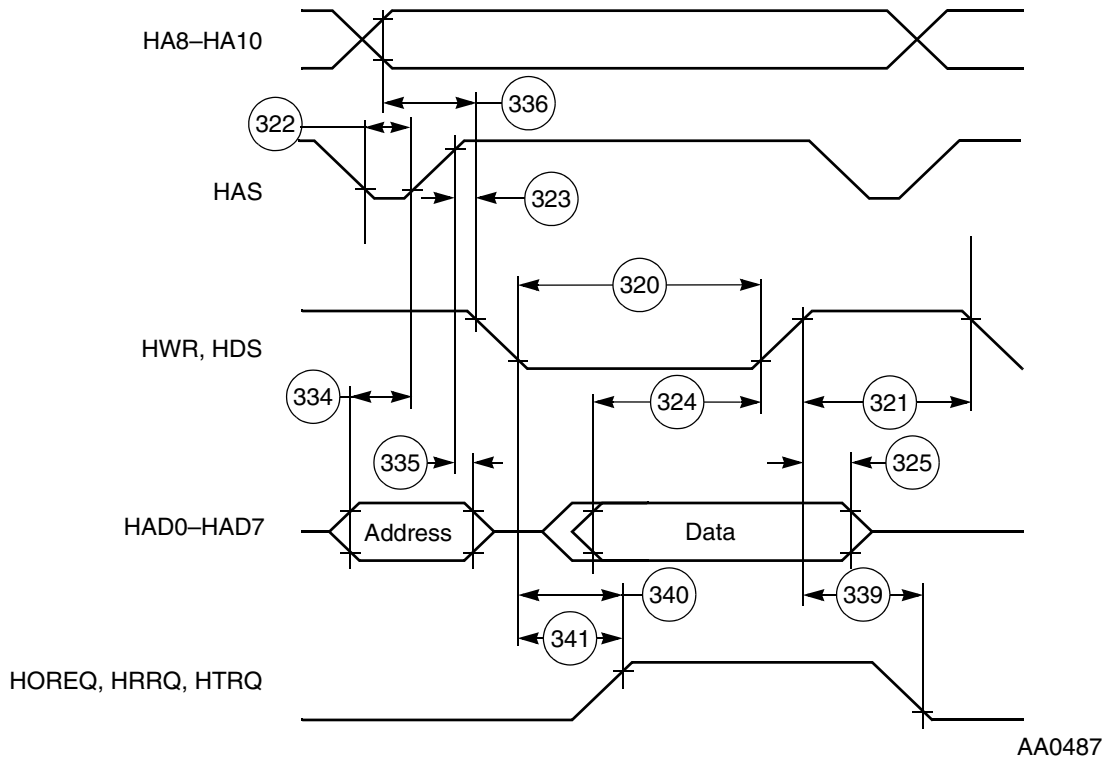 HA8–HA10
336
322
HAS
323
320
HWR, HDS
334
324
321
335
325
HAD0–HAD7
Address
Data
340
339
341
HOREQ, HRRQ, HTRQ
AA0487